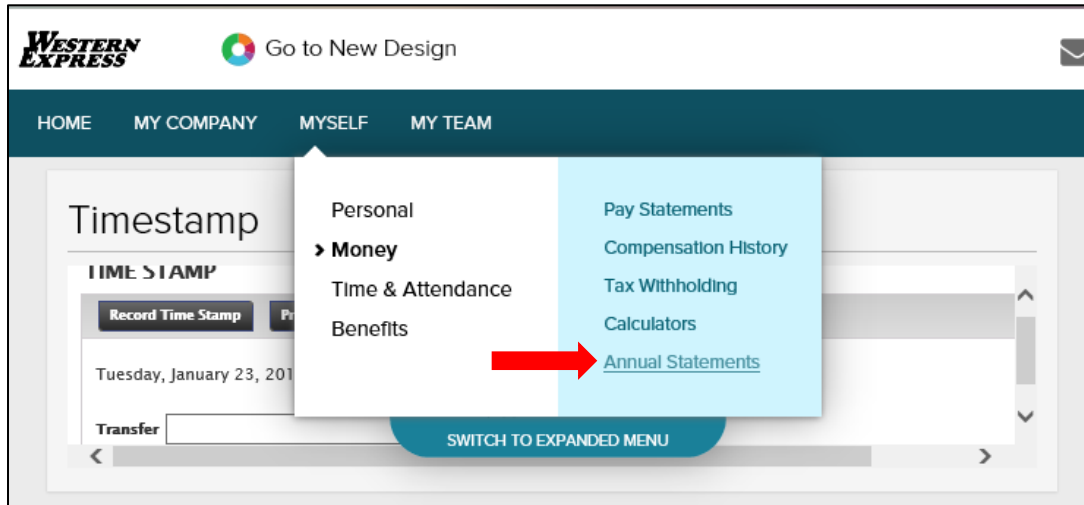 WESTERN
EXPRESS
Go to New Design
HOME MY COMPANY MYSELF MY TEAM
Timestamp
TIME STAMP
Record Time Stamp
Tuesday, January 23, 201
Transfer
Personal
Money
Time & Attendance
Benefits
Pay Statements
Compensation History
Tax Withholding
Calculators
Annual Statements
SWITCH TO EXPANDED MENU